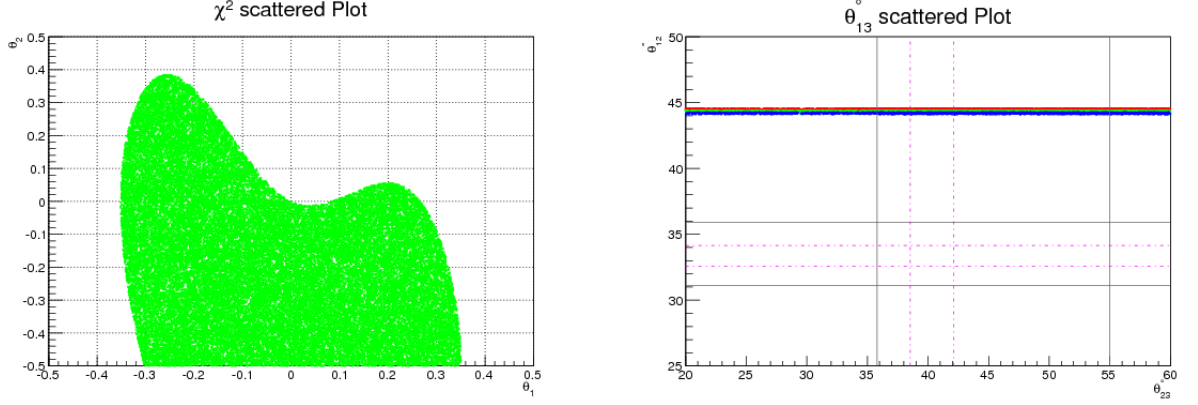 χ² scattered Plot
θ₂
0.5
0.4
0.3
0.2
0.1
0
-0.1
-0.2
-0.3
-0.4
-0.5
-0.5 -0.4 -0.3 -0.2 -0.1 0 0.1 0.2 0.3 0.4 0.5
θ₁
θ°₁₃ scattered Plot
θ°₁₂
50
45
40
35
30
25
20 25 30 35 40 45 50 55 60
θ°₂₃